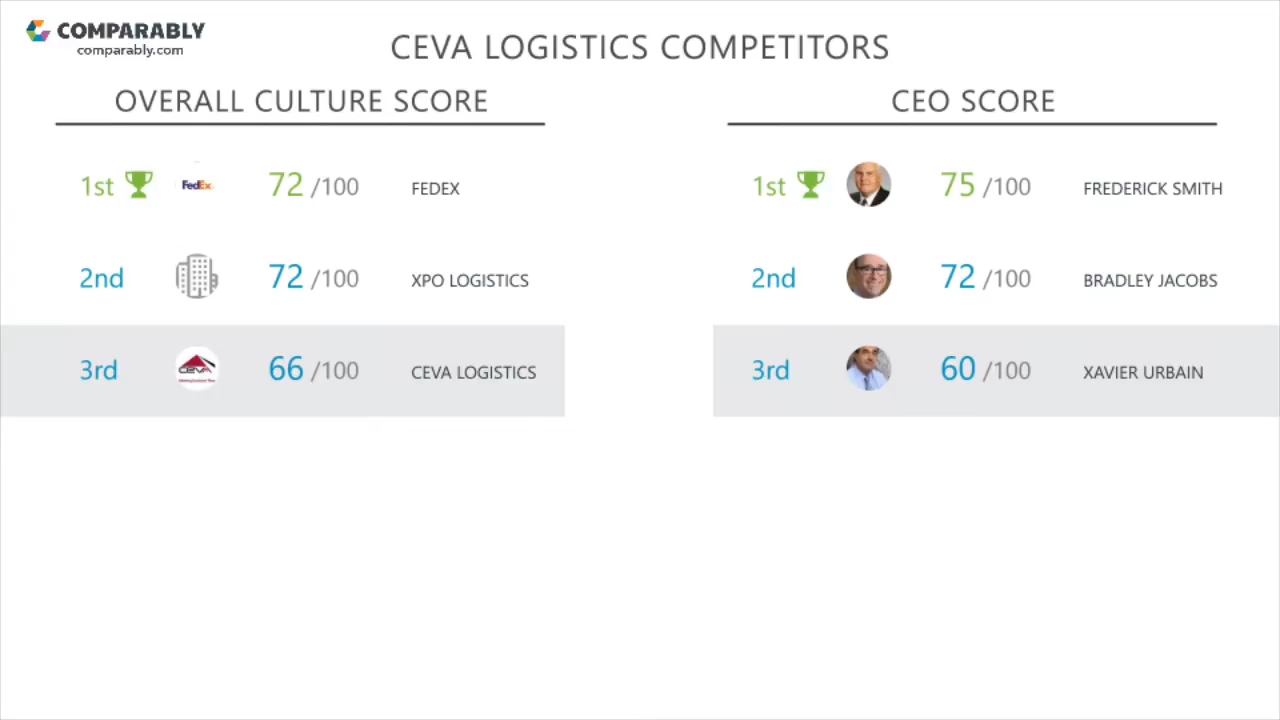 COMPARABLY
comparably.com
CEVA LOGISTICS COMPETITORS
OVERALL CULTURE SCORE
1st FedEx 72 /100 FEDEX
2nd 72 /100 XPO LOGISTICS
3rd CEVA 66 /100 CEVA LOGISTICS
CEO SCORE
1st 75 /100 FREDERICK SMITH
2nd 72 /100 BRADLEY JACOBS
3rd 60 /100 XAVIER URBAIN